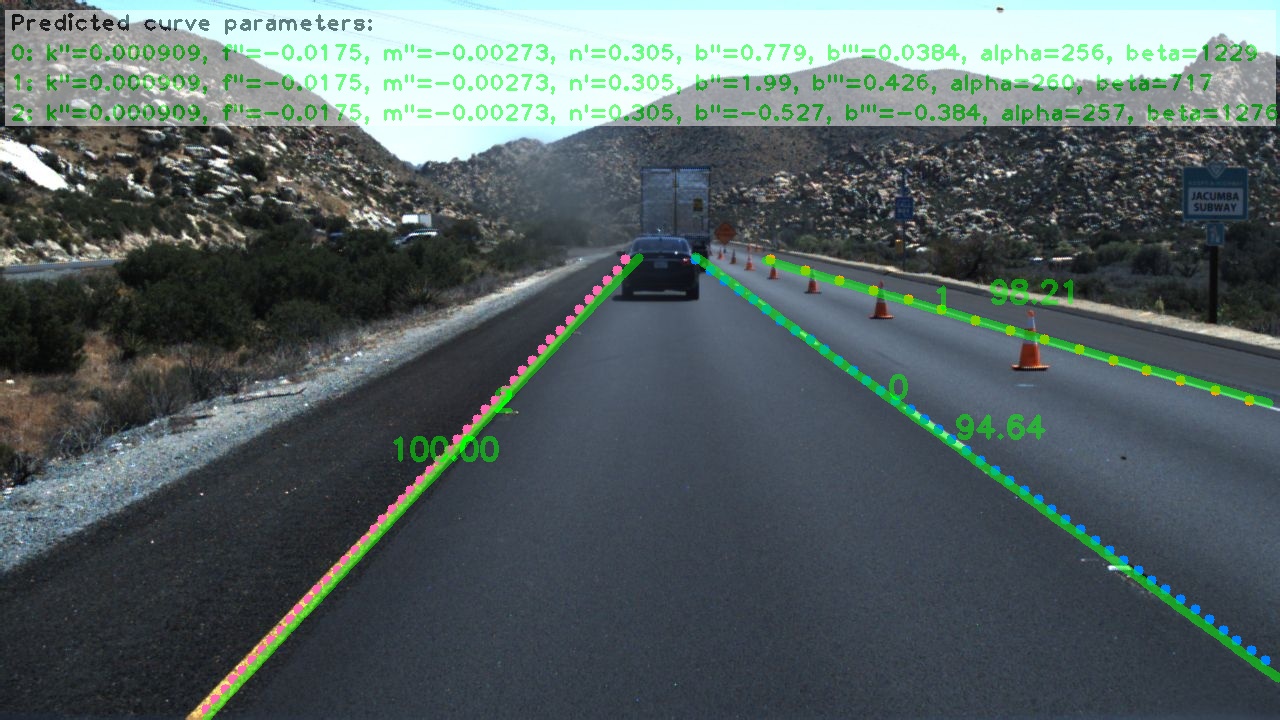 Predicted curve parameters:
0: k"=0.000909, f"=-0.0175, m"=-0.00273, n'=0.305, b"=0.779, b'''=0.0384, alpha=256, beta=1229
1: k"=0.000909, f"=-0.0175, m"=-0.00273, n'=0.305, b"=1.99, b'''=0.426, alpha=260, beta=717
2: k"=0.000909, f"=-0.0175, m"=-0.00273, n'=0.305, b"=-0.527, b'''=-0.384, alpha=257, beta=1276
JACUMBA
SUBWAY
1 98.21
0
94.64
2
100.00